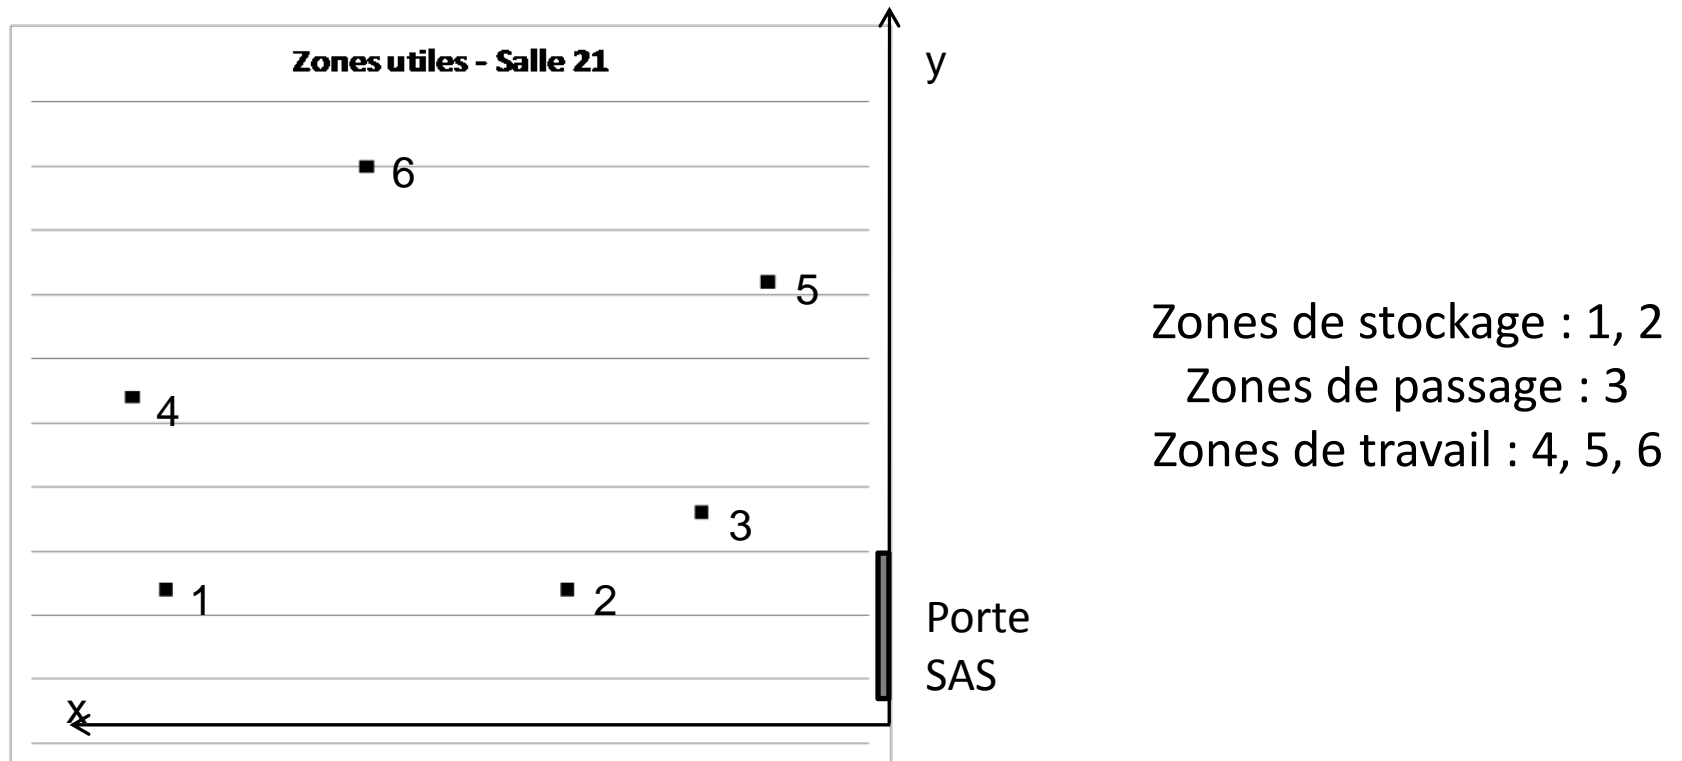 Zones utiles - Salle 21
y
6
5
Zones de stockage : 1, 2
Zones de passage : 3
4
Zones de travail : 4, 5, 6
3
1
2
Porte
SAS
x